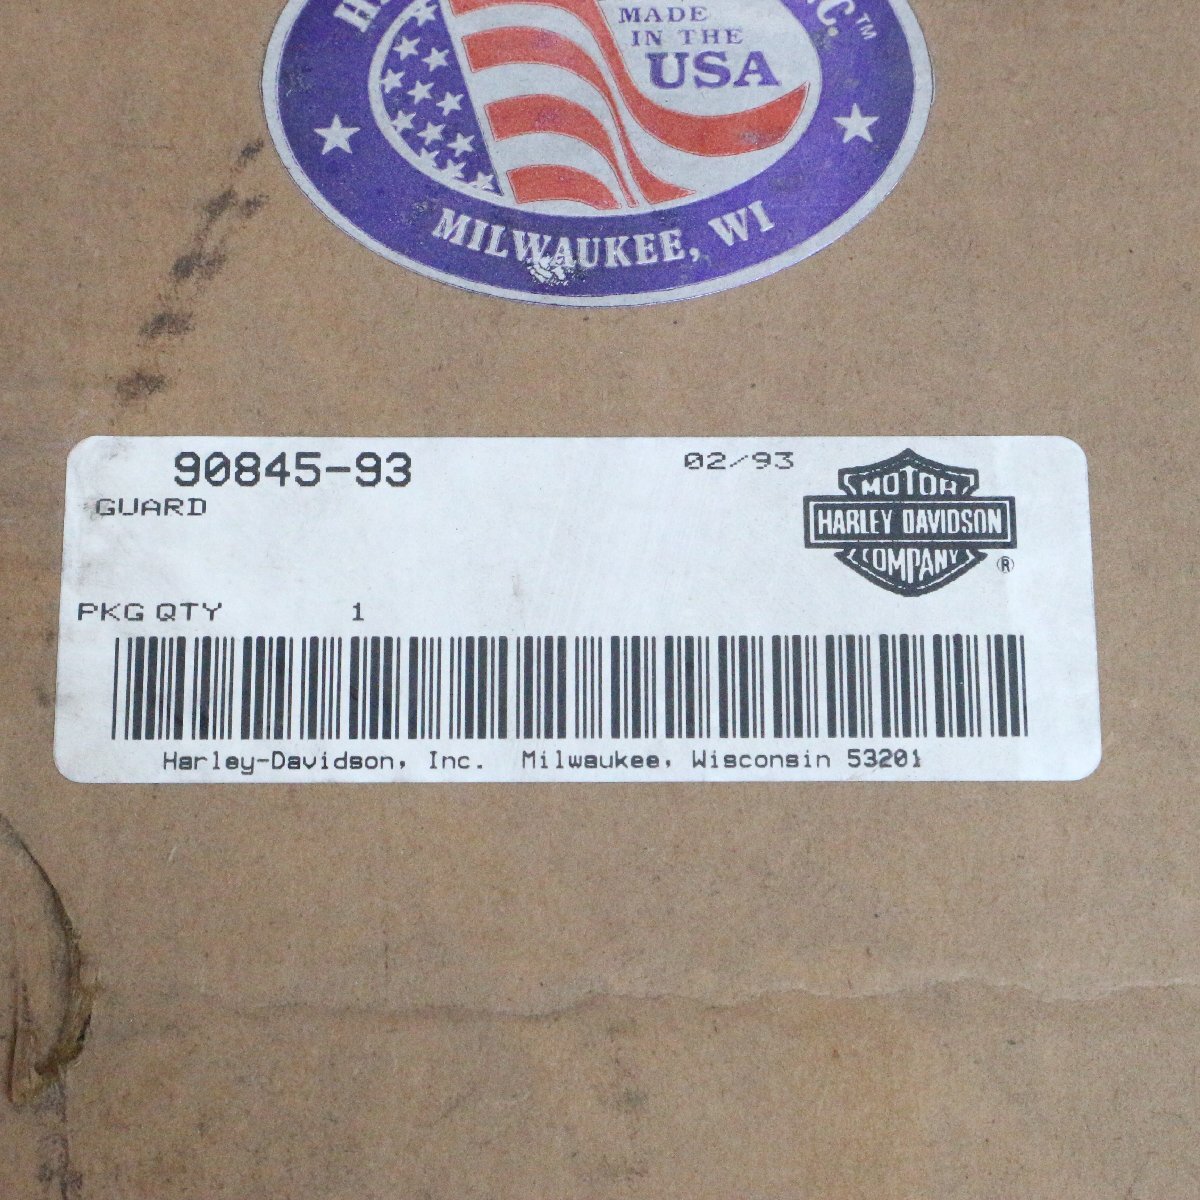 MADE
IN THE
USA
MILWAUKEE, WI
90845-93
02/93
GUARD
MOTOR
HARLEY DAVIDSON
COMPANY
®
PKG QTY 1
Harley-Davidson, Inc. Milwaukee, Wisconsin 53201